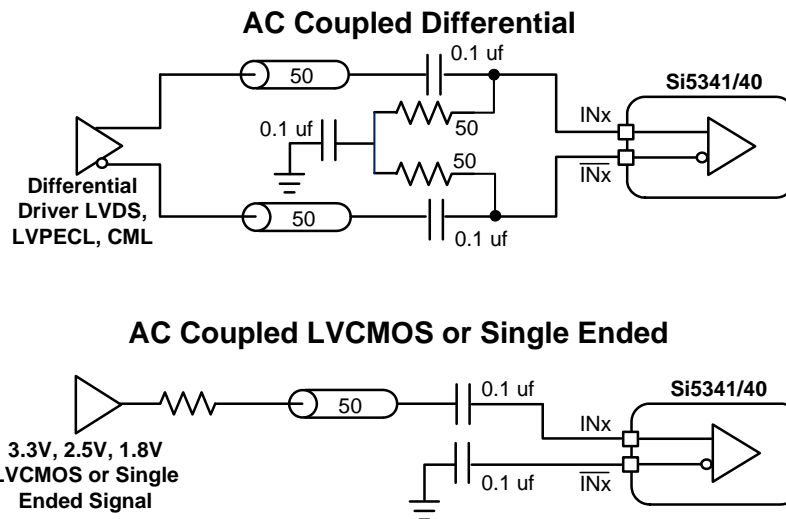 AC Coupled Differential
0.1 uf
50
Si5341/40
INx
0.1 uf
50
50
INx
Differential
Driver LVDS,
LVPECL, CML
50
0.1 uf
AC Coupled LVCMOS or Single Ended
Si5341/40
50
0.1 uf
INx
3.3V, 2.5V, 1.8V
LVCMOS or Single
Ended Signal
0.1 uf
INx